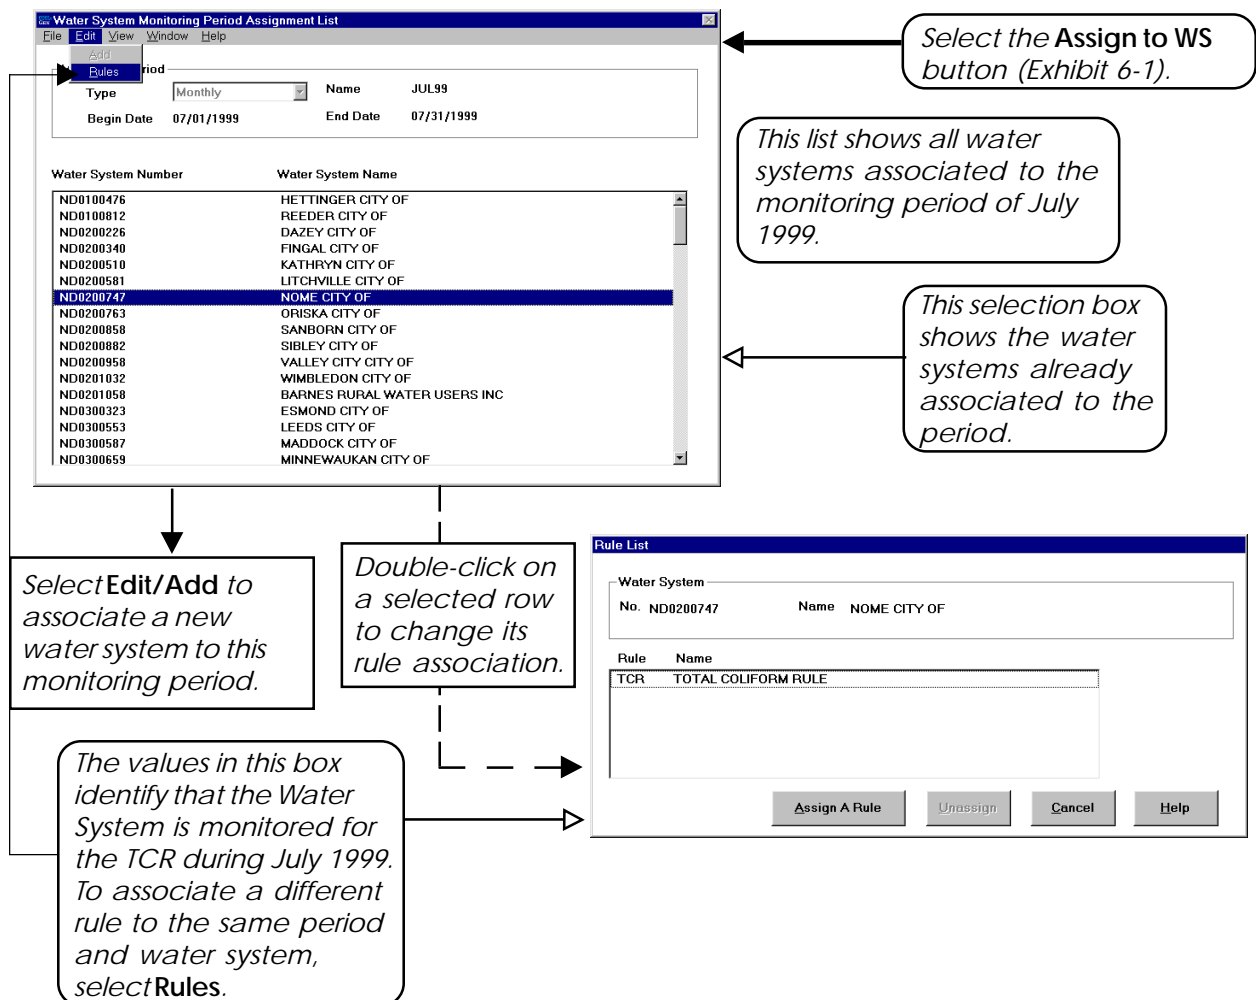 Water System Monitoring Period Assignment List
File Edit View Window Help
Add
Rules
riod
Type Monthly Name JUL99
Begin Date 07/01/1999 End Date 07/31/1999
Water System Number Water System Name
ND0100476 HETTINGER CITY OF
ND0100812 REEDER CITY OF
ND0200226 DAZEY CITY OF
ND0200340 FINGAL CITY OF
ND0200510 KATHRYN CITY OF
ND0200581 LITCHVILLE CITY OF
ND0200747 NOME CITY OF
ND0200763 ORISKA CITY OF
ND0200858 SANBORN CITY OF
ND0200882 SIBLEY CITY OF
ND0200958 VALLEY CITY CITY OF
ND0201032 WIMBLEDON CITY OF
ND0201058 BARNES RURAL WATER USERS INC
ND0300323 ESMOND CITY OF
ND0300553 LEEDS CITY OF
ND0300587 MADDOCK CITY OF
ND0300659 MINNEWAUKAN CITY OF
Select the Assign to WS
button (Exhibit 6-1).
This list shows all water
systems associated to the
monitoring period of July
1999.
This selection box
shows the water
systems already
associated to the
period.
Select Edit/Add to
associate a new
water system to this
monitoring period.
Double-click on
a selected row
to change its
rule association.
Rule List
Water System
No. ND0200747 Name NOME CITY OF
Rule Name
TCR TOTAL COLIFORM RULE
Assign A Rule Unassign Cancel Help
The values in this box
identify that the Water
System is monitored for
the TCR during July 1999.
To associate a different
rule to the same period
and water system,
select Rules.